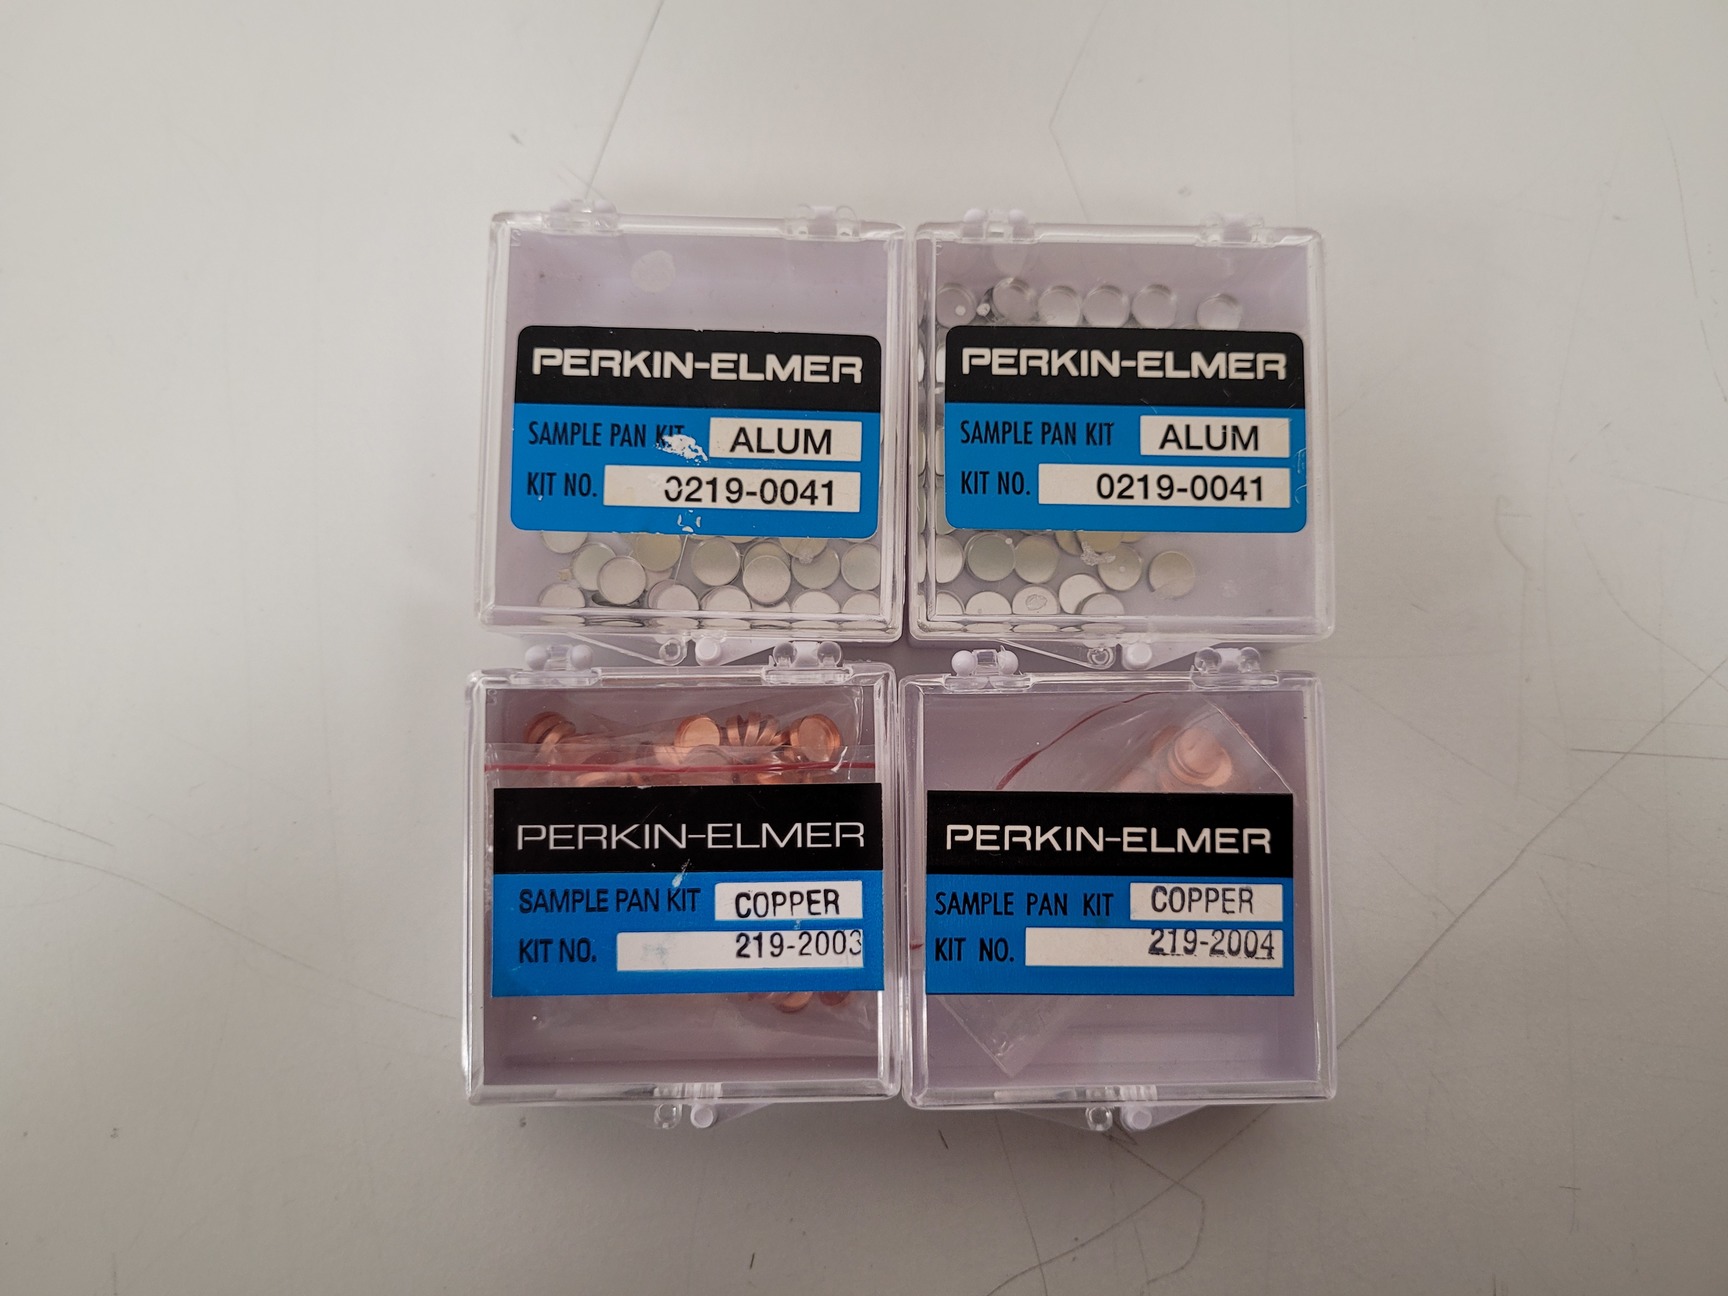 PERKIN-ELMER
SAMPLE PAN KIT ALUM
KIT NO. 0219-0041
PERKIN-ELMER
SAMPLE PAN KIT ALUM
KIT NO. 0219-0041
PERKIN-ELMER
SAMPLE PAN KIT COPPER
KIT NO. 219-2003
PERKIN-ELMER
SAMPLE PAN KIT COPPER
KIT NO. 219-2004